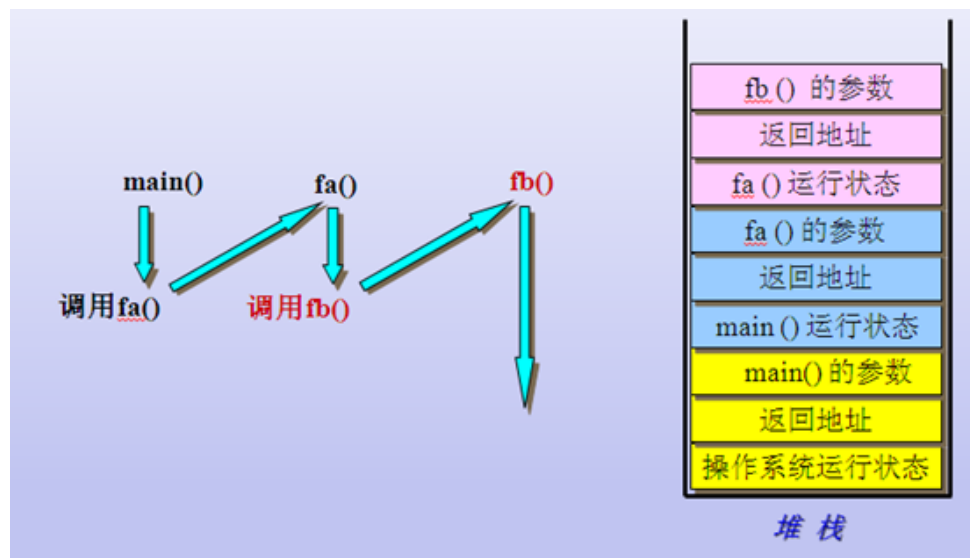 main()
fa()
fb()
调用fa()
调用fb()
fb () 的参数
返回地址
fa () 运行状态
fa () 的参数
返回地址
main () 运行状态
main() 的参数
返回地址
操作系统运行状态
堆 栈